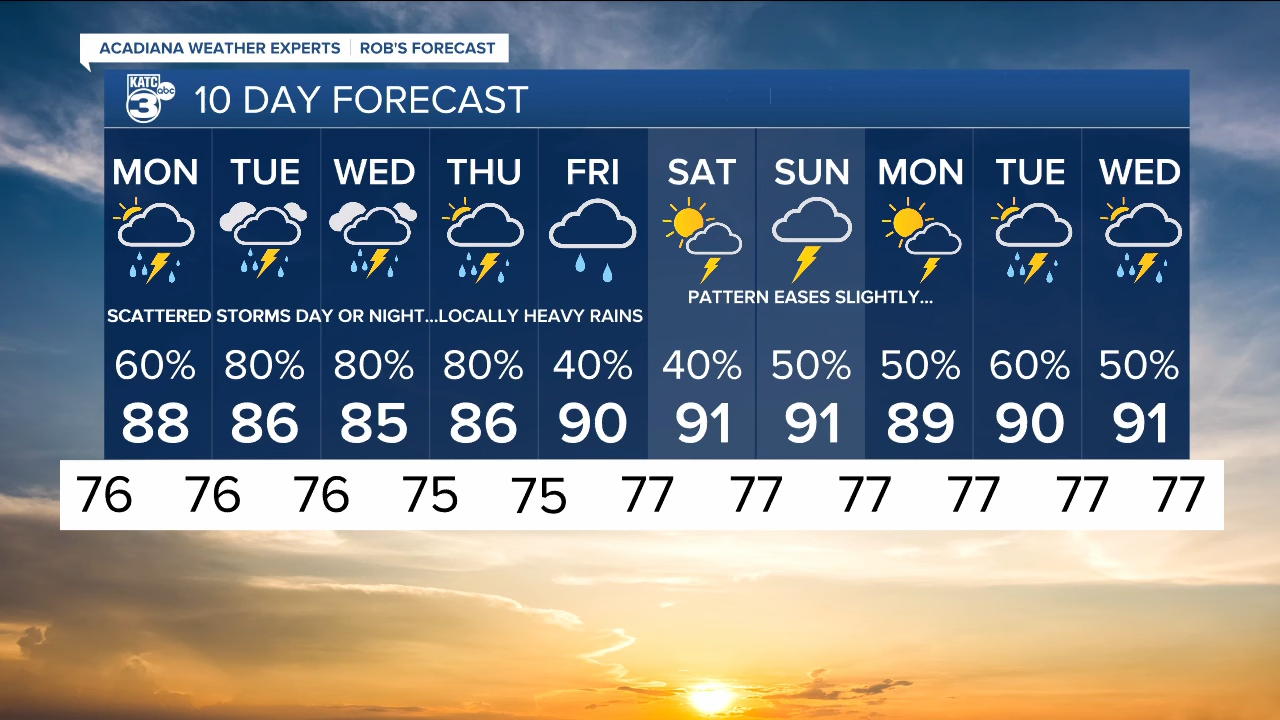 ACADIANA WEATHER EXPERTS | ROB'S FORECAST
KATC 3 abc
10 DAY FORECAST
MON TUE WED THU FRI SAT SUN MON TUE WED
PATTERN EASES SLIGHTLY...
SCATTERED STORMS DAY OR NIGHT...LOCALLY HEAVY RAINS
60% 80% 80% 80% 40% 40% 50% 50% 60% 50%
88 86 85 86 90 91 91 89 90 91
76 76 76 75 75 77 77 77 77 77 77